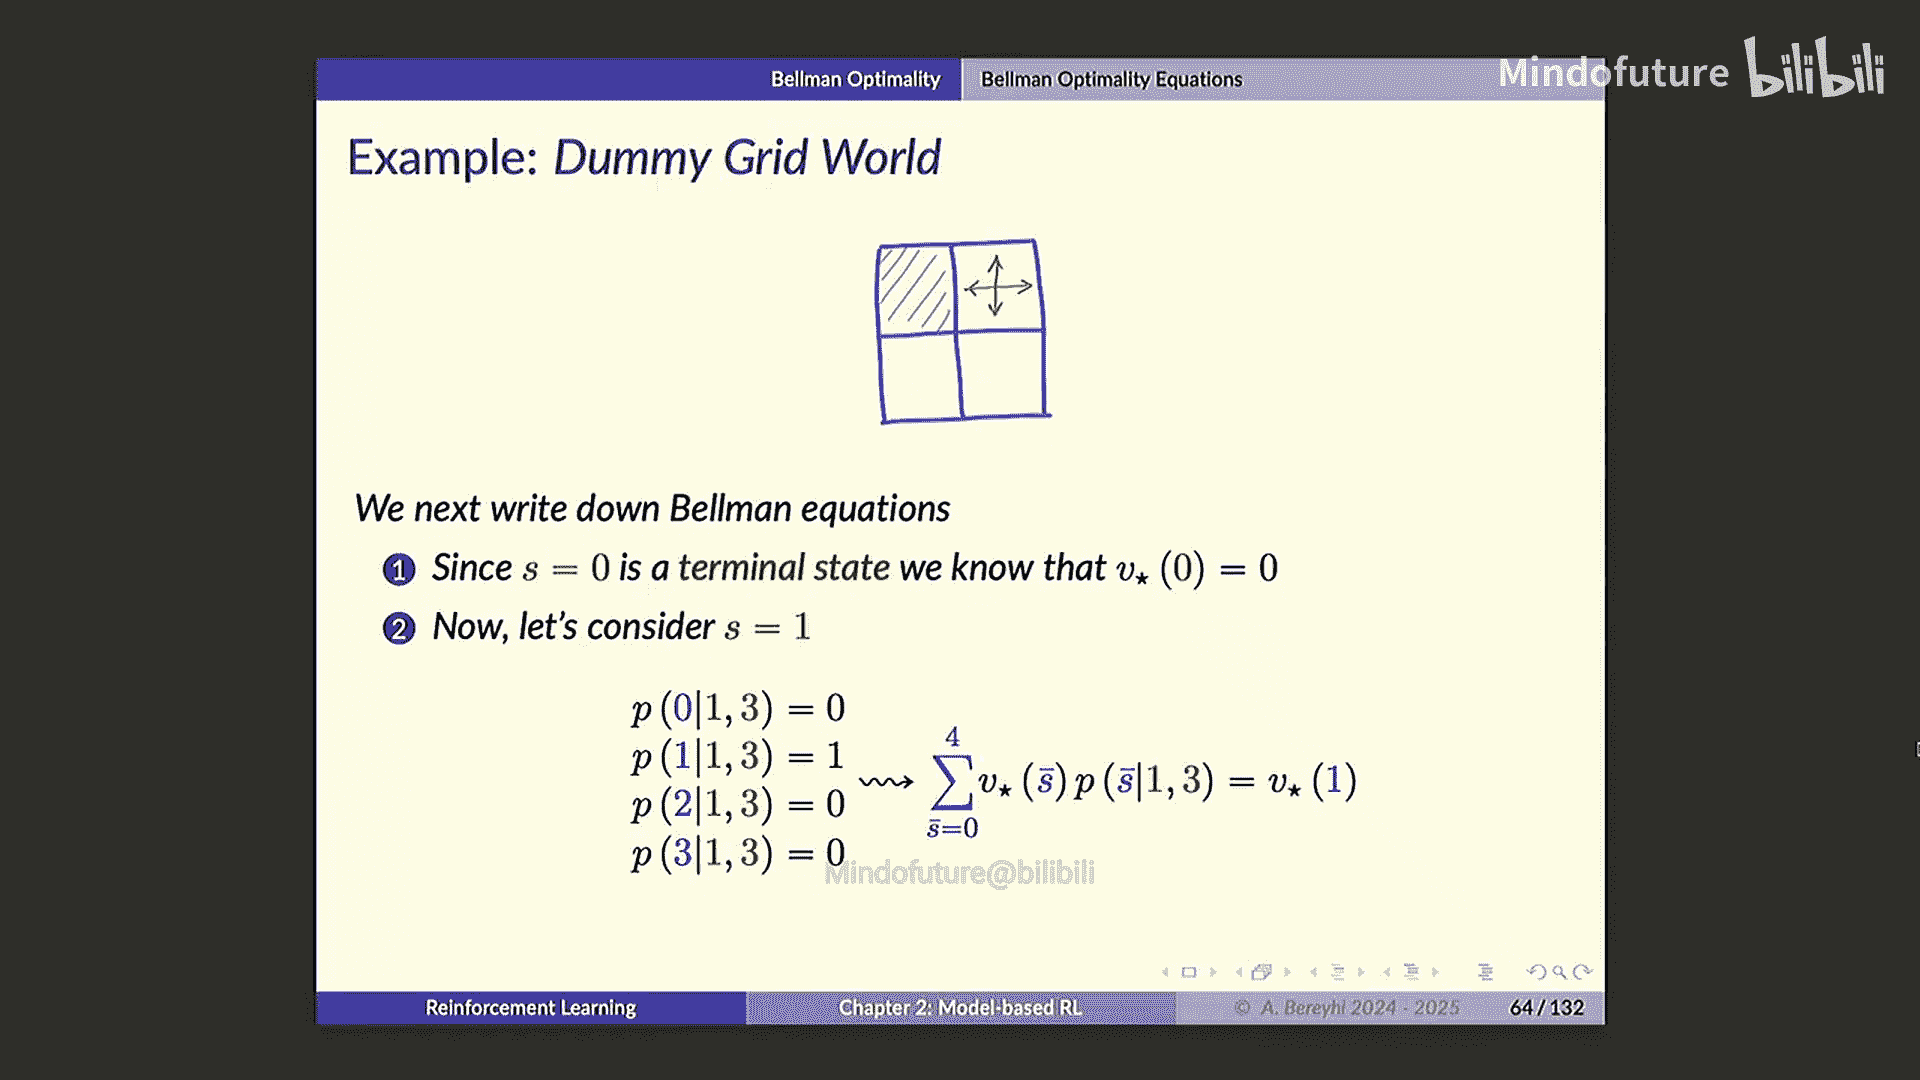 Mindofuture bilibili
Bellman Optimality Bellman Optimality Equations
Example: Dummy Grid World
We next write down Bellman equations
1 Since s = 0 is a terminal state we know that v⋆ (0) = 0
2 Now, let's consider s = 1
p (0|1, 3) = 0
p (1|1, 3) = 1
p (2|1, 3) = 0
p (3|1, 3) = 0
⇝ ∑_{s̄=0}^{4} v⋆ (s̄) p (s̄|1, 3) = v⋆ (1)
Mindofuture@bilibili
Reinforcement Learning Chapter 2: Model-based RL © A. Bereyhi 2024 - 2025 64 / 132